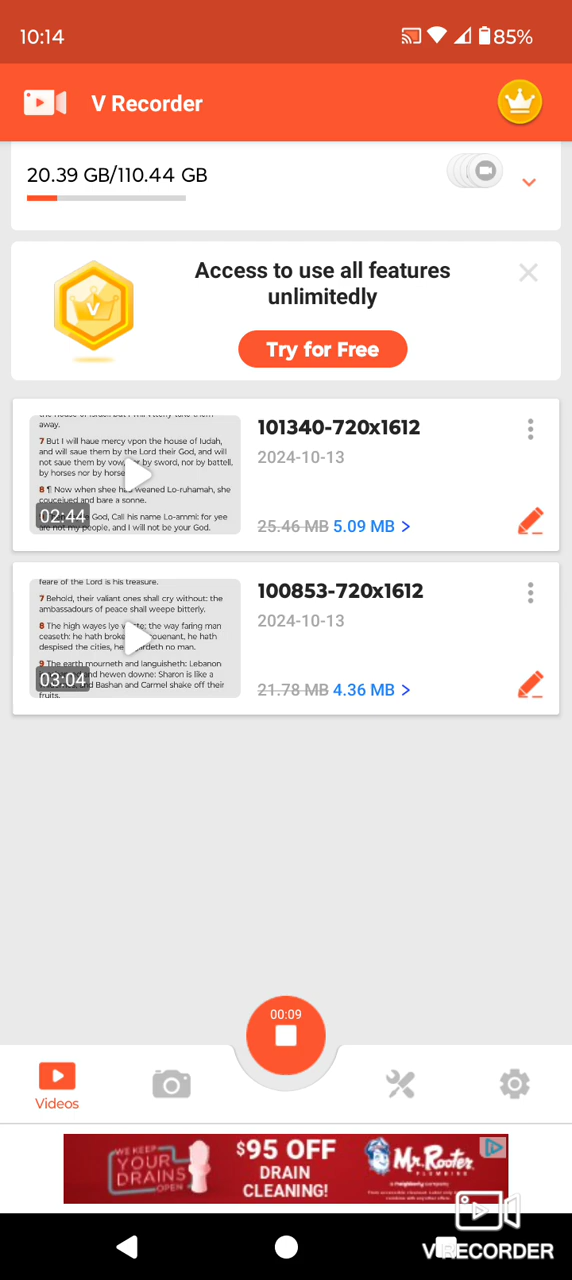 10:14
85%
V Recorder
20.39 GB/110.44 GB
Access to use all features
unlimitedly
Try for Free
away.
7 But I will haue mercy vpon the house of Iudah,
and will saue them by the Lord their God, and will
not saue them by vow, by sword, nor by battell,
by horses nor by
8 ¶ Now when shee weaned Lo-ruhamah, she
conceiued and bare a sonne.
God, Call his name Lo-ammi: for yee
are not my people, and I will not be your God.
02:44
101340-720x1612
2024-10-13
25.46 MB 5.09 MB >
feare of the Lord is his treasure.
7 Behold, their valiant ones shall cry without: the
ambassadours of peace shall weepe bitterly.
8 The high wayes lye the way faring man
ceaseth: he hath couenant, he hath
despised the cities, he no man.
9 The earth mourneth and languisheth: Lebanon
and hewen downe: Sharon is like a
and Bashan and Carmel shake off their
fruits.
03:04
100853-720x1612
2024-10-13
21.78 MB 4.36 MB >
00:09
Videos
WE KEEP
YOUR
DRAINS
OPEN
$95 OFF
DRAIN
CLEANING!
Mr. Rooter
PLUMBING
a Neighborly company
V RECORDER